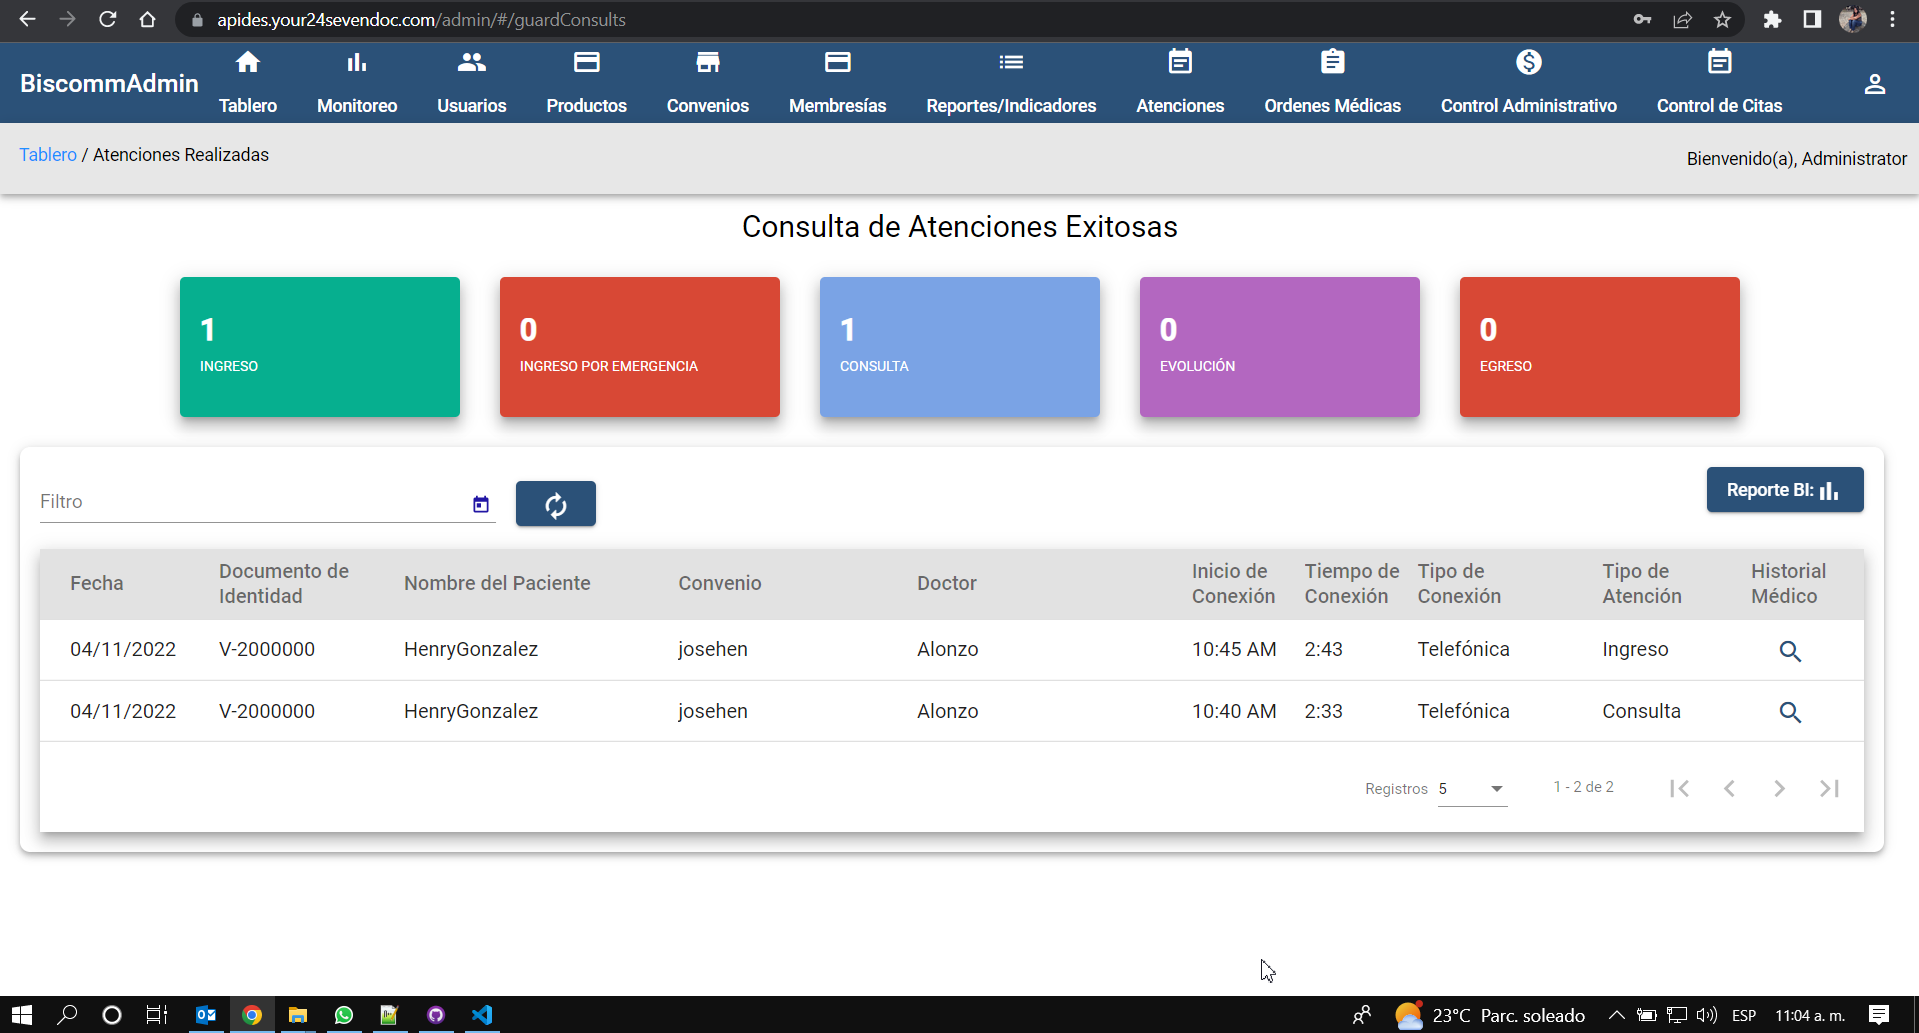 apides.your24sevendoc.com/admin/#/guardConsults
BiscommAdmin
Tablero
Monitoreo
Usuarios
Productos
Convenios
Membresías
Reportes/Indicadores
Atenciones
Ordenes Médicas
Control Administrativo
Control de Citas
Tablero / Atenciones Realizadas
Bienvenido(a), Administrator
Consulta de Atenciones Exitosas
1
INGRESO
0
INGRESO POR EMERGENCIA
1
CONSULTA
0
EVOLUCIÓN
0
EGRESO
Filtro
Reporte BI:
Fecha
Documento de
Identidad
Nombre del Paciente
Convenio
Doctor
Inicio de
Conexión
Tiempo de
Conexión
Tipo de
Conexión
Tipo de
Atención
Historial
Médico
04/11/2022 V-2000000 HenryGonzalez josehen Alonzo 10:45 AM 2:43 Telefónica Ingreso
04/11/2022 V-2000000 HenryGonzalez josehen Alonzo 10:40 AM 2:33 Telefónica Consulta
Registros 5 1 - 2 de 2
23°C Parc. soleado ESP 11:04 a. m.